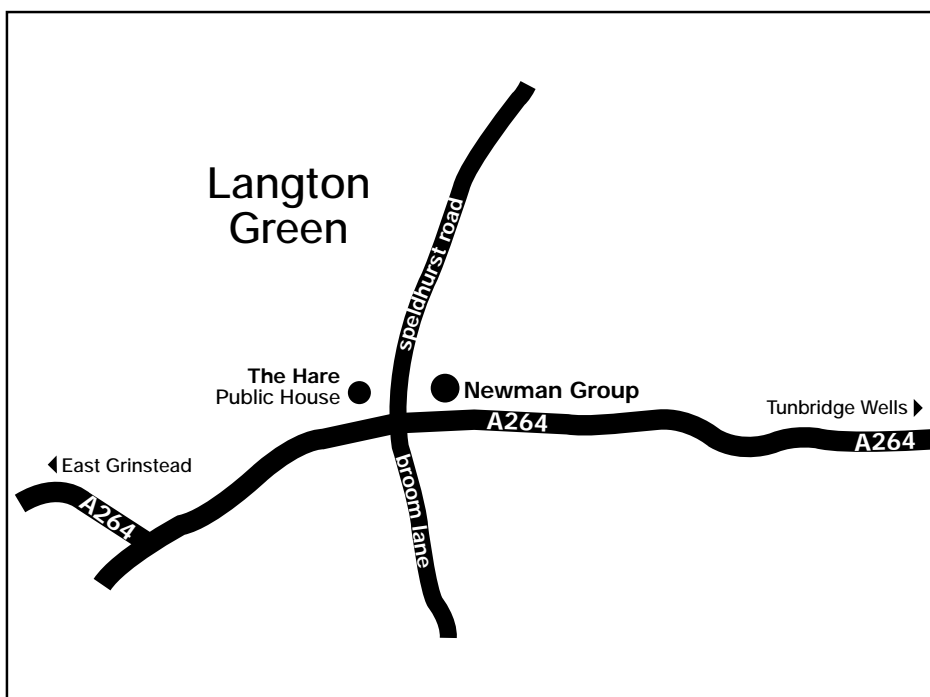 Langton
Green
speldhurst road
The Hare
Public House
Newman Group
Tunbridge Wells
A264
A264
East Grinstead
A264
broom lane